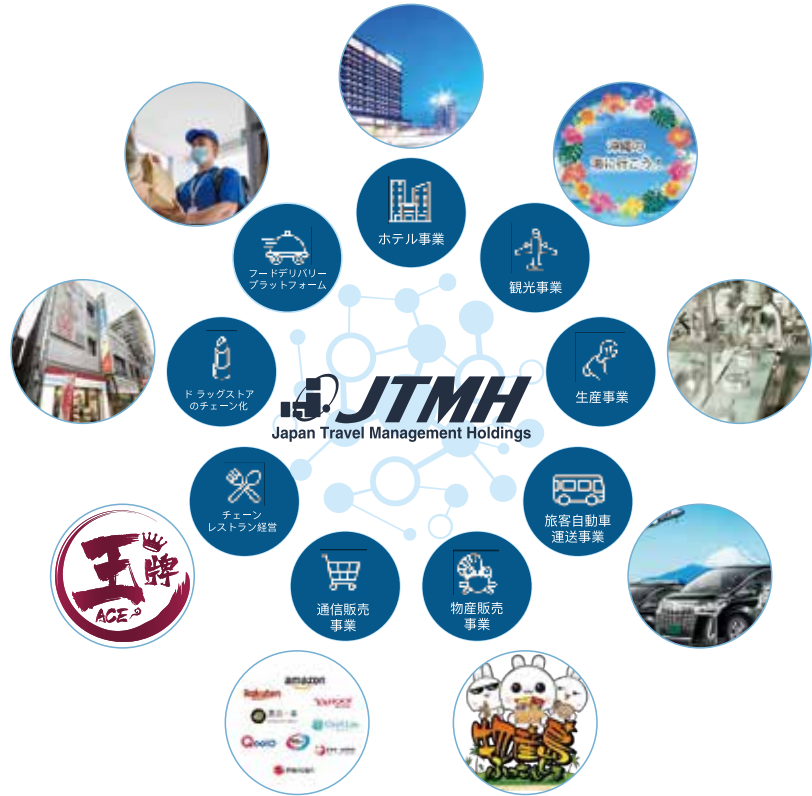 沖縄の
海に行こう！
ホテル事業
フードデリバリー
プラットフォーム
観光事業
ド ラッグストア
のチェーン化
生産事業
JTMH
Japan Travel Management Holdings
チェーン
レストラン経営
旅客自動車
運送事業
王牌
ACE
通信販売
事業
物産販売
事業
amazon
Rakuten
YAHOO!
Qoo10
mercari
物産島